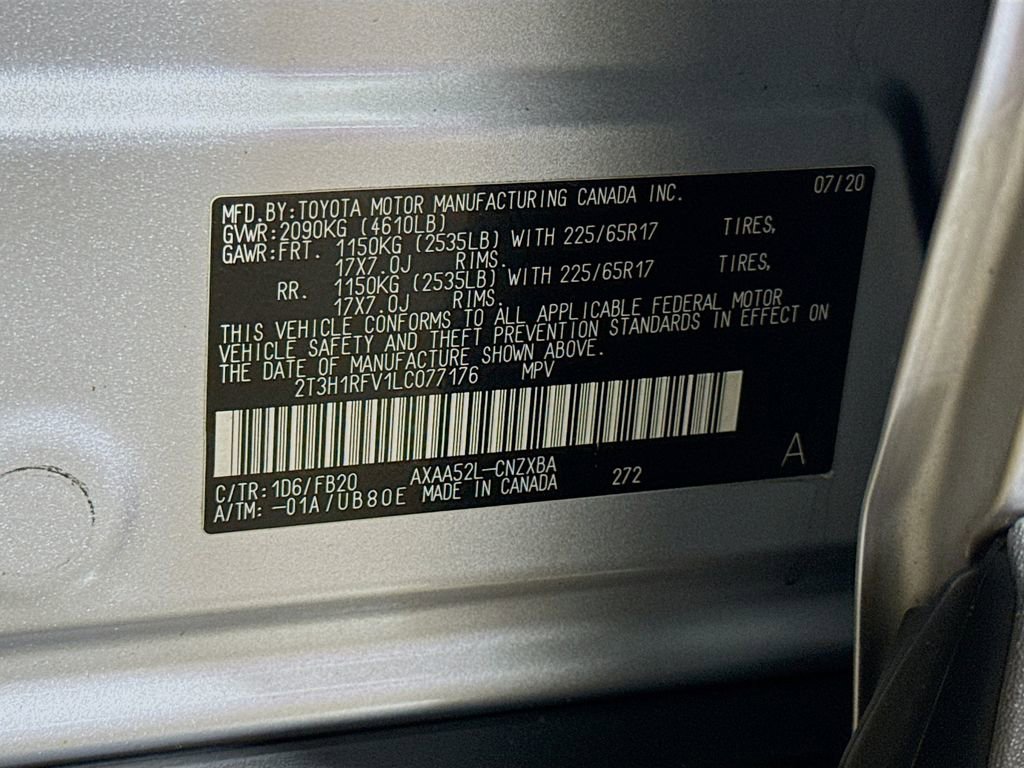 07/20
MFD.BY:TOYOTA MOTOR MANUFACTURING CANADA INC.
GVWR:2090KG (4610LB)
GAWR:FRT. 1150KG (2535LB) WITH 225/65R17 TIRES,
17X7.0J RIMS.
RR. 1150KG (2535LB) WITH 225/65R17 TIRES,
17X7.0J RIMS.
THIS VEHICLE CONFORMS TO ALL APPLICABLE FEDERAL MOTOR
VEHICLE SAFETY AND THEFT PREVENTION STANDARDS IN EFFECT ON
THE DATE OF MANUFACTURE SHOWN ABOVE.
2T3H1RFV1LC077176 MPV
C/TR:1D6/FB20 AXAA52L-CNZXBA 272 A
A/TM:-01A/UB80E MADE IN CANADA